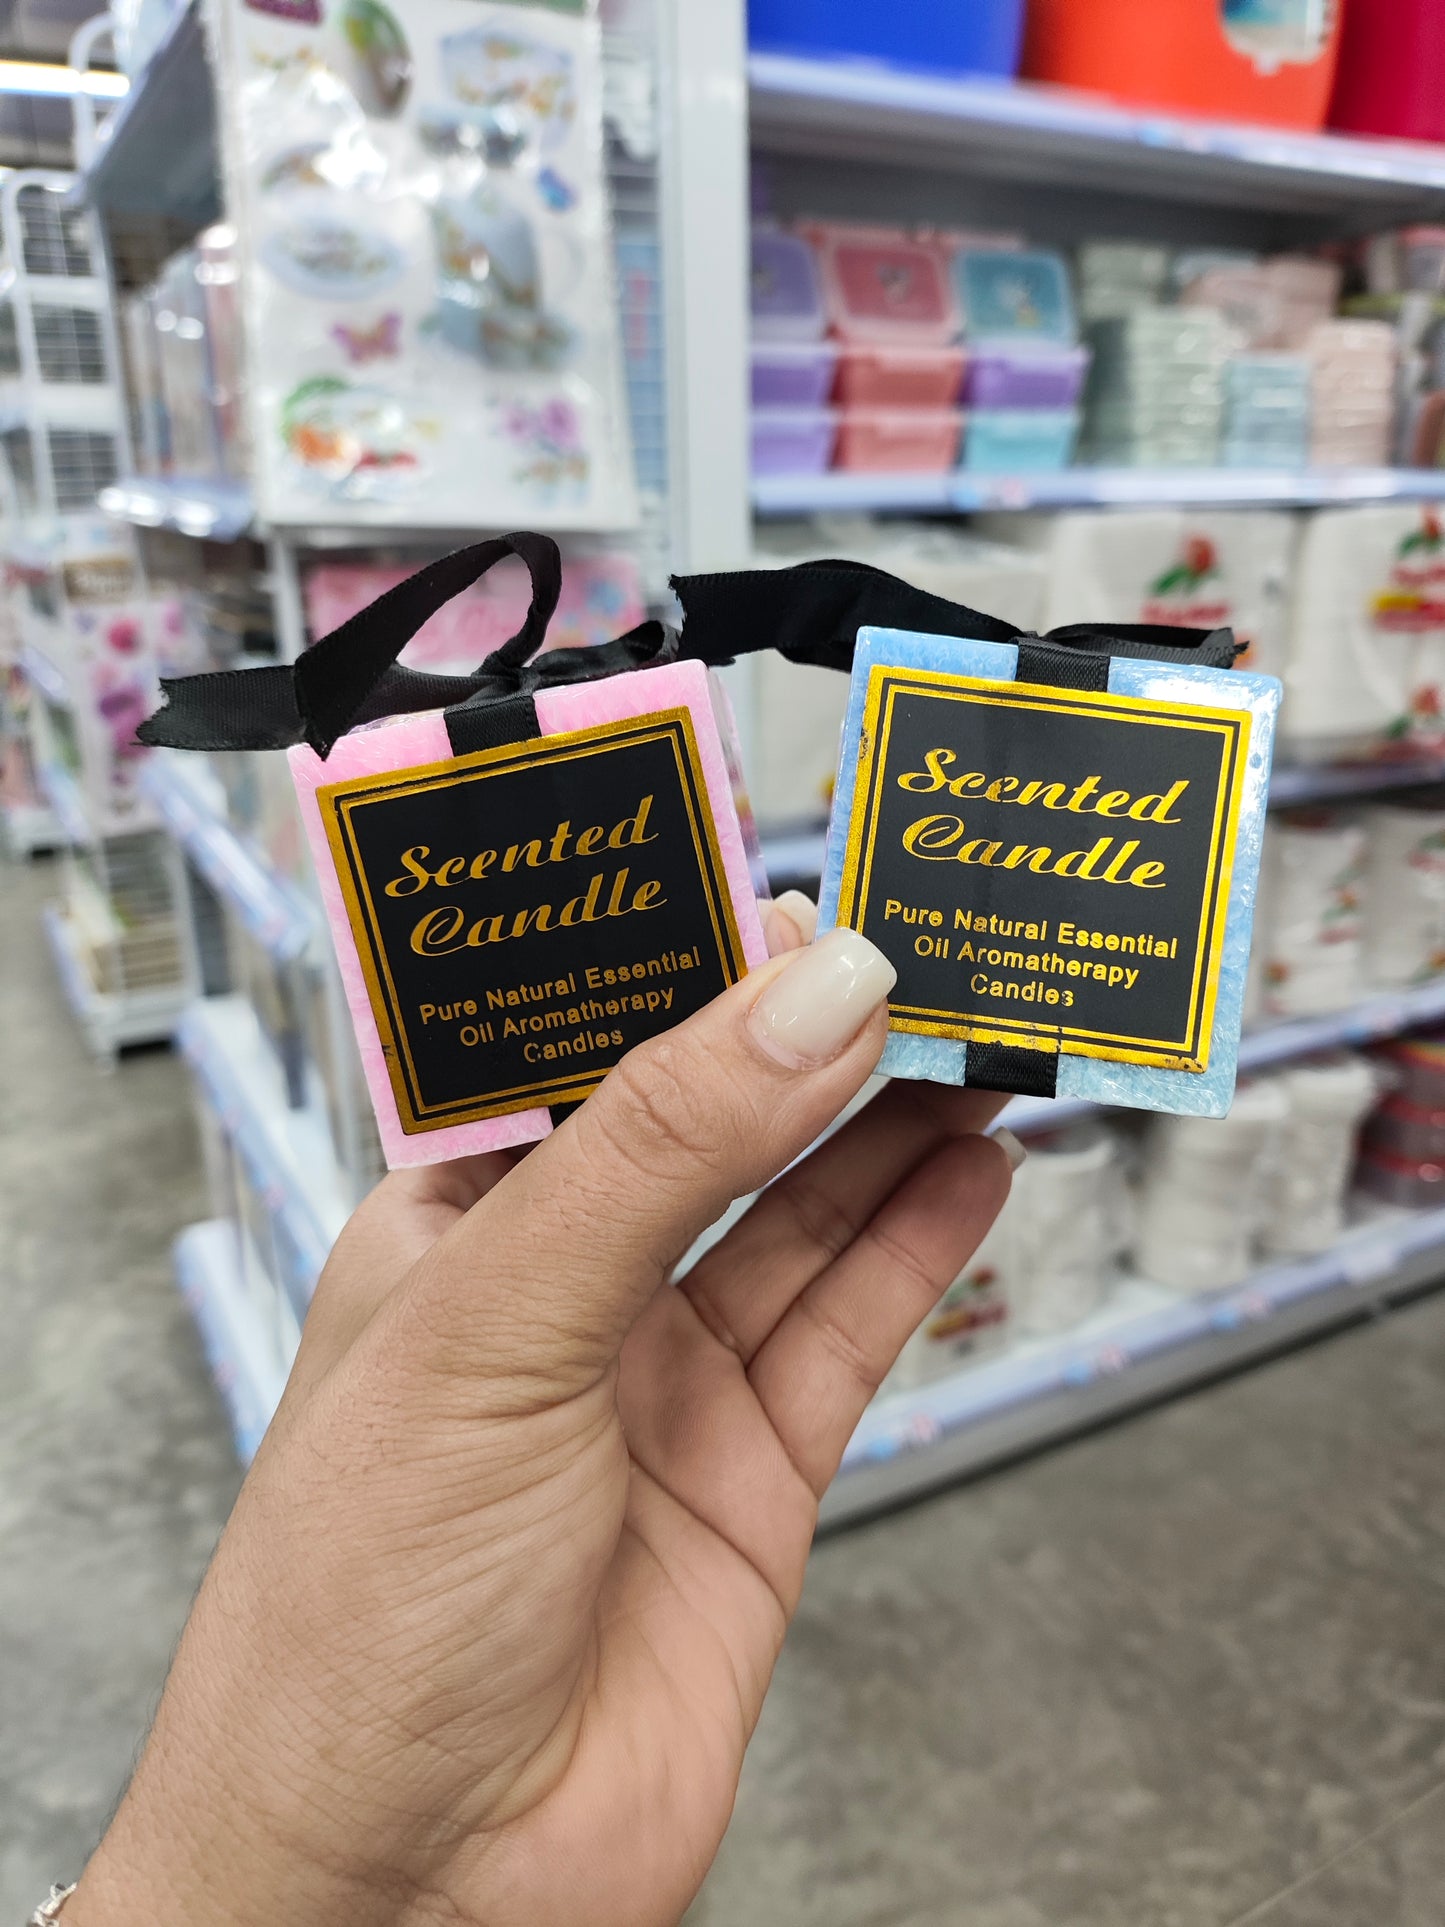 Scented
Candle
Pure Natural Essential
Oil Aromatherapy
Candles
Scented
Candle
Pure Natural Essential
Oil Aromatherapy
Candles